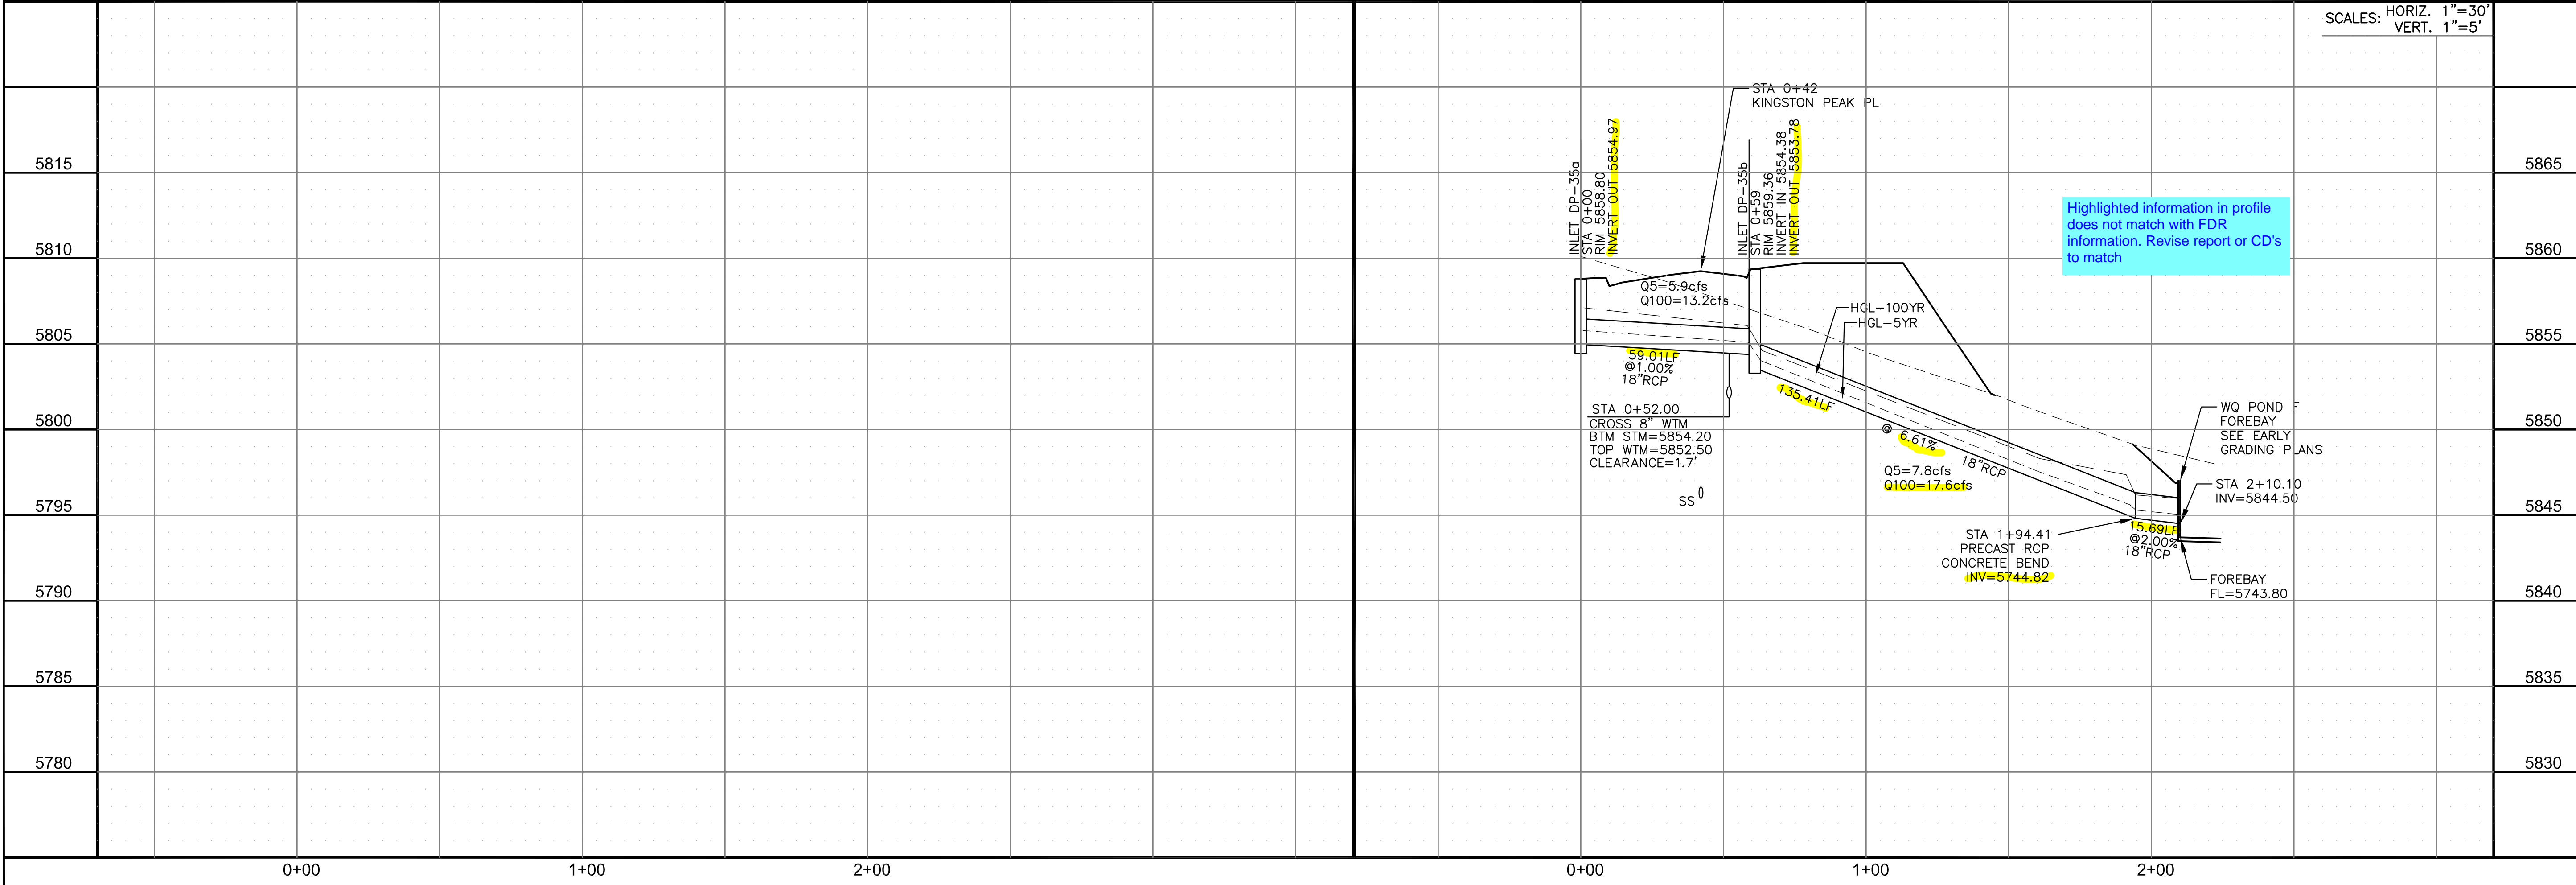 SCALES: HORIZ. 1"=30'
VERT. 1"=5'
STA 0+42
KINGSTON PEAK PL
INLET DP-35a
STA 0+00
RIM 5858.80
INVERT OUT 5854.97
INLET DP-35b
STA 0+59
RIM 5859.36
INVERT IN 5854.38
INVERT OUT 5853.78
Highlighted information in profile
does not match with FDR
information. Revise report or CD's
to match
Q5=5.9cfs
Q100=13.2cfs
HGL-100YR
HGL-5YR
59.01LF
@1.00%
18"RCP
135.41LF
@ 6.61%
18"RCP
STA 0+52.00
CROSS 8" WTM
BTM STM=5854.20
TOP WTM=5852.50
CLEARANCE=1.7'
SS
Q5=7.8cfs
Q100=17.6cfs
WQ POND F
FOREBAY
SEE EARLY
GRADING PLANS
STA 2+10.10
INV=5844.50
15.69LF
@2.00%
18"RCP
STA 1+94.41
PRECAST RCP
CONCRETE BEND
INV=5744.82
FOREBAY
FL=5743.80
5815
5810
5805
5800
5795
5790
5785
5780
5865
5860
5855
5850
5845
5840
5835
5830
0+00 1+00 2+00
0+00 1+00 2+00